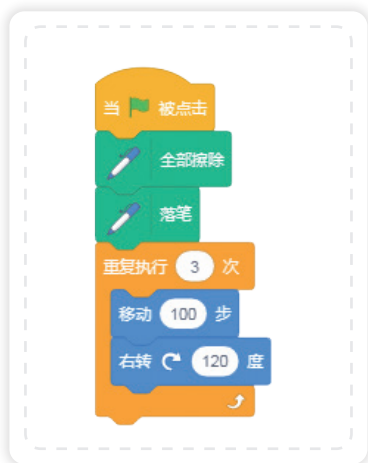 当 被点击
全部擦除
落笔
重复执行 3 次
移动 100 步
右转 120 度